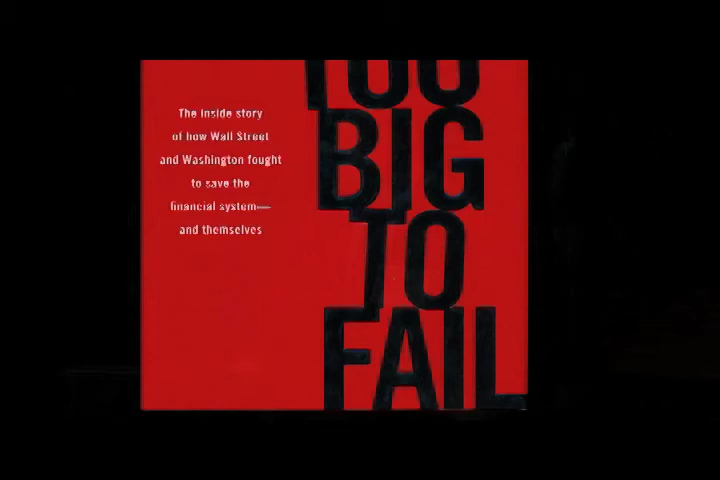 TOO
BIG
TO
FAIL
The inside story
of how Wall Street
and Washington fought
to save the
financial system—
and themselves